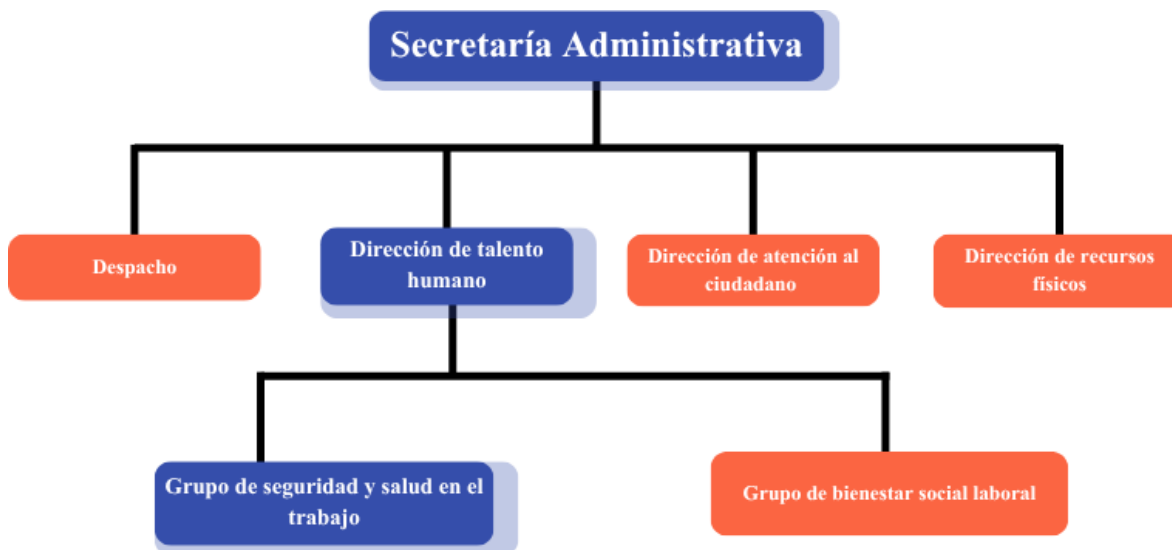 Secretaría Administrativa
Despacho
Dirección de talento
humano
Dirección de atención al
ciudadano
Dirección de recursos
físicos
Grupo de seguridad y salud en el
trabajo
Grupo de bienestar social laboral